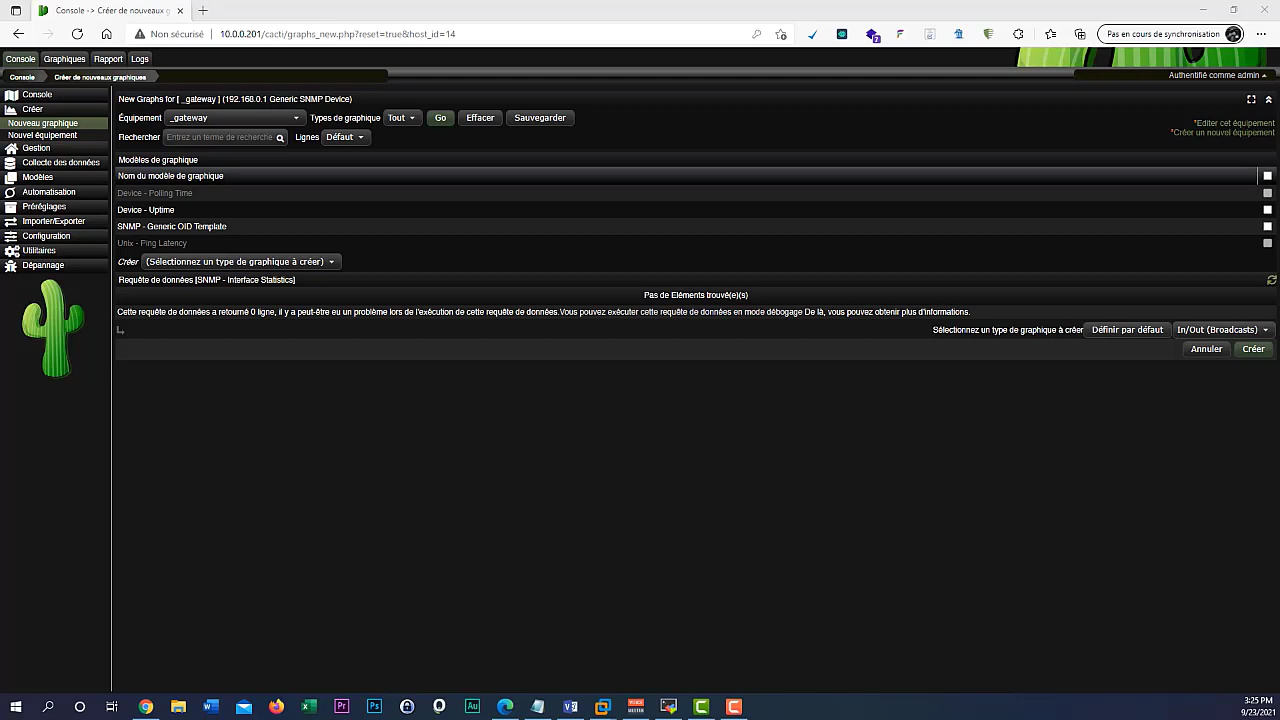 Console -> Créer de nouveaux g
Non sécurisé
10.0.0.201/cacti/graphs_new.php?reset=true&host_id=14
7
Pas en cours de synchronisation
Console Graphiques Rapport Logs
Console Créer de nouveaux graphiques
Authentifié comme admin
Console
Créer
Nouveau graphique
Nouvel équipement
Gestion
Collecte des données
Modèles
Automatisation
Préréglages
Importer/Exporter
Configuration
Utilitaires
Dépannage
New Graphs for [ _gateway ] (192.168.0.1 Generic SNMP Device)
Équipement _gateway Types de graphique Tout Go Effacer Sauvegarder
*Editer cet équipement
*Créer un nouvel équipement
Rechercher Entrez un terme de recherche Lignes Défaut
Modèles de graphique
Nom du modèle de graphique
Device - Polling Time
Device - Uptime
SNMP - Generic OID Template
Unix - Ping Latency
Créer (Sélectionnez un type de graphique à créer)
Requête de données [SNMP - Interface Statistics]
Pas de Eléments trouvé(e)(s)
Cette requête de données a retourné 0 ligne, il y a peut-être eu un problème lors de l'exécution de cette requête de données.Vous pouvez exécuter cette requête de données en mode débogage De là, vous pouvez obtenir plus d'informations.
Sélectionnez un type de graphique à créer Définir par défaut In/Out (Broadcasts)
Annuler Créer
3:25 PM
9/23/2021